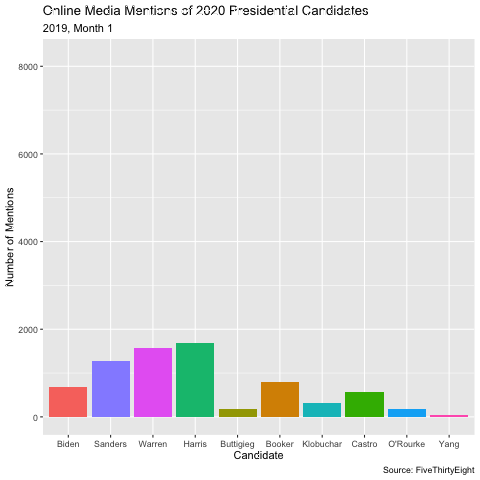 Online Media Mentions of 2020 Presidential Candidates
2019, Month 1
Number of Mentions
8000
6000
4000
2000
0
Biden Sanders Warren Harris Buttigieg Booker Klobuchar Castro O'Rourke Yang
Candidate
Source: FiveThirtyEight